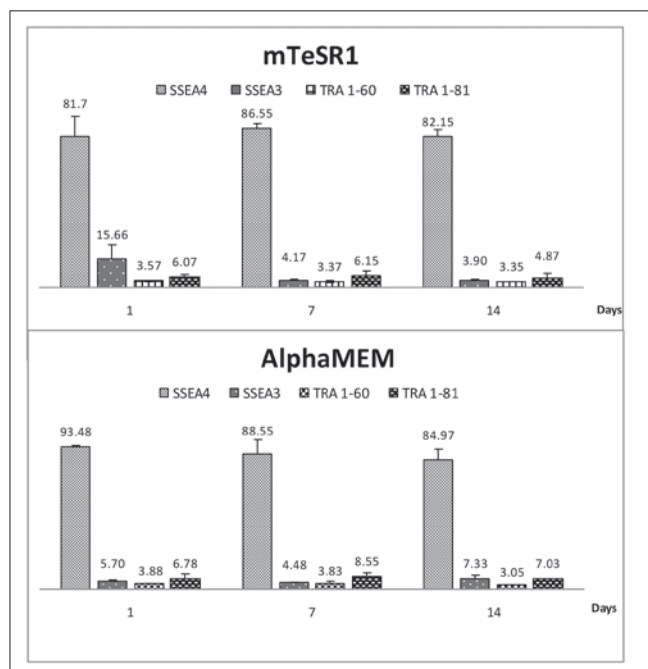 mTeSR1
SSEA4 SSEA3 TRA 1-60 TRA 1-81
81.7 86.55 82.15
15.66 3.57 6.07 4.17 3.37 6.15 3.90 3.35 4.87
1 7 14 Days
AlphaMEM
SSEA4 SSEA3 TRA 1-60 TRA 1-81
93.48 88.55 84.97
5.70 3.88 6.78 4.48 3.83 8.55 7.33 3.05 7.03
1 7 14 Days